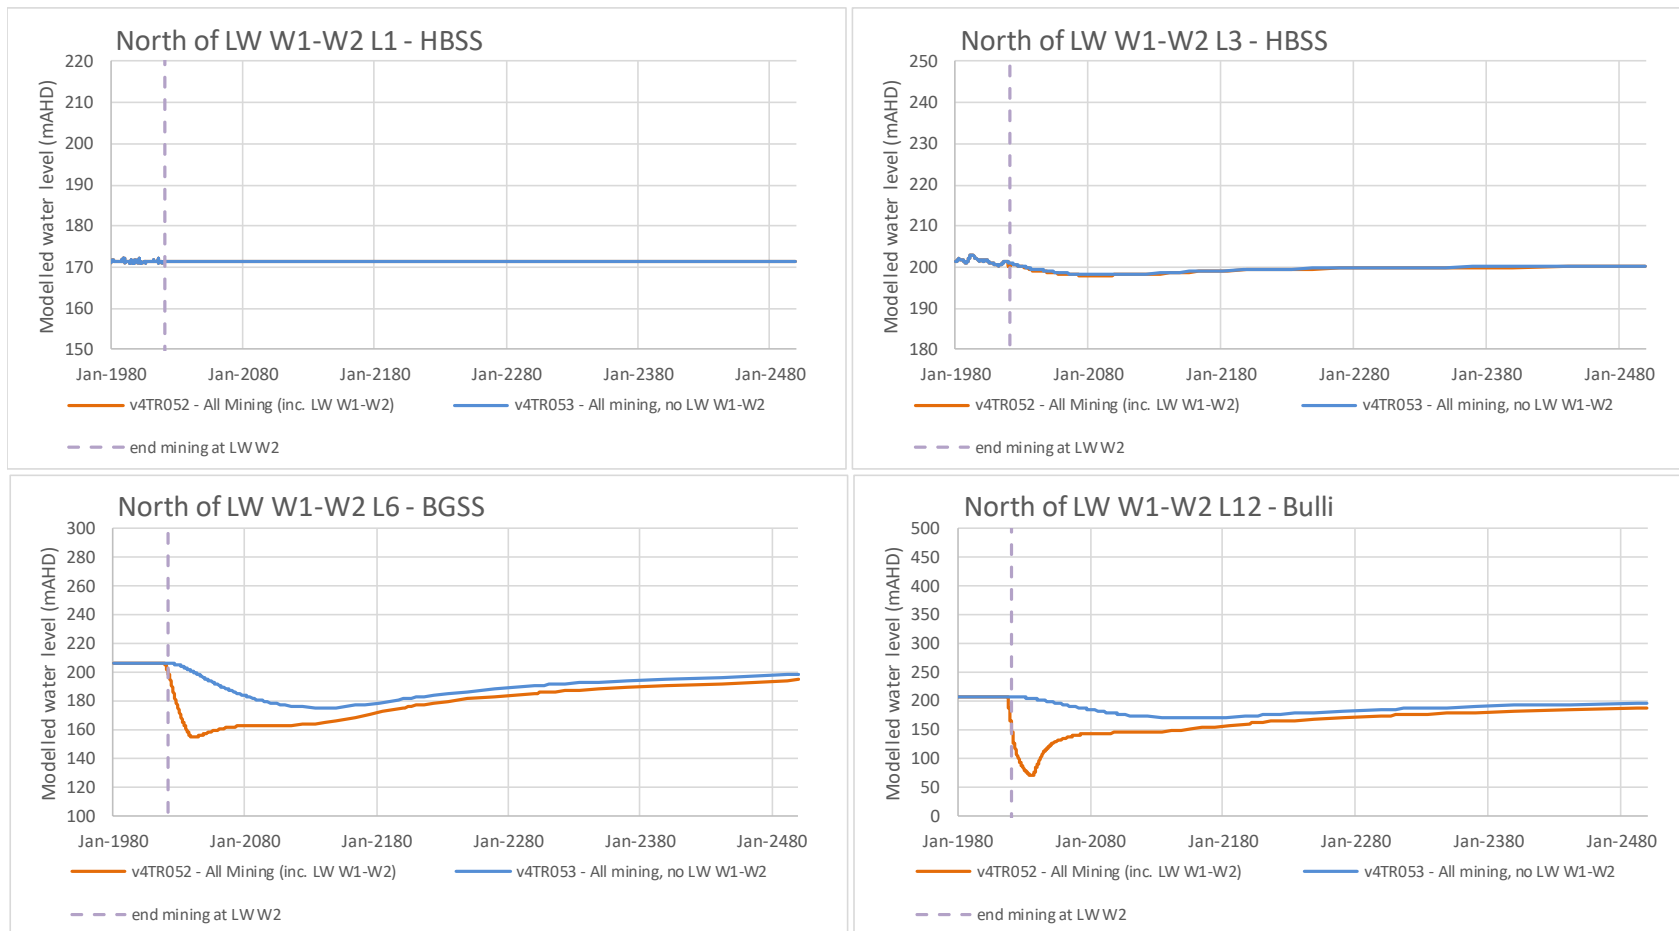 North of LW W1-W2 L1 - HBSS
Modelled water level (mAHD)
220
210
200
190
180
170
160
150
Jan-1980 Jan-2080 Jan-2180 Jan-2280 Jan-2380 Jan-2480
v4TR052 - All Mining (inc. LW W1-W2) v4TR053 - All mining, no LW W1-W2
end mining at LW W2
North of LW W1-W2 L3 - HBSS
Modelled water level (mAHD)
250
240
230
220
210
200
190
180
Jan-1980 Jan-2080 Jan-2180 Jan-2280 Jan-2380 Jan-2480
v4TR052 - All Mining (inc. LW W1-W2) v4TR053 - All mining, no LW W1-W2
end mining at LW W2
North of LW W1-W2 L6 - BGSS
Modelled water level (mAHD)
300
280
260
240
220
200
180
160
140
120
100
Jan-1980 Jan-2080 Jan-2180 Jan-2280 Jan-2380 Jan-2480
v4TR052 - All Mining (inc. LW W1-W2) v4TR053 - All mining, no LW W1-W2
end mining at LW W2
North of LW W1-W2 L12 - Bulli
Modelled water level (mAHD)
500
450
400
350
300
250
200
150
100
50
0
Jan-1980 Jan-2080 Jan-2180 Jan-2280 Jan-2380 Jan-2480
v4TR052 - All Mining (inc. LW W1-W2) v4TR053 - All mining, no LW W1-W2
end mining at LW W2